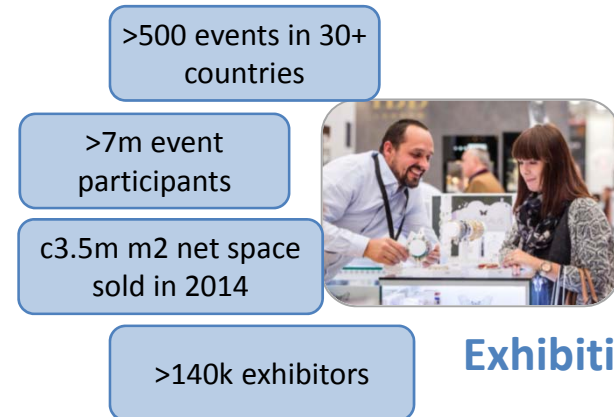 >500 events in 30+
countries
>7m event
participants
c3.5m m2 net space
sold in 2014
>140k exhibitors
Exhibiti